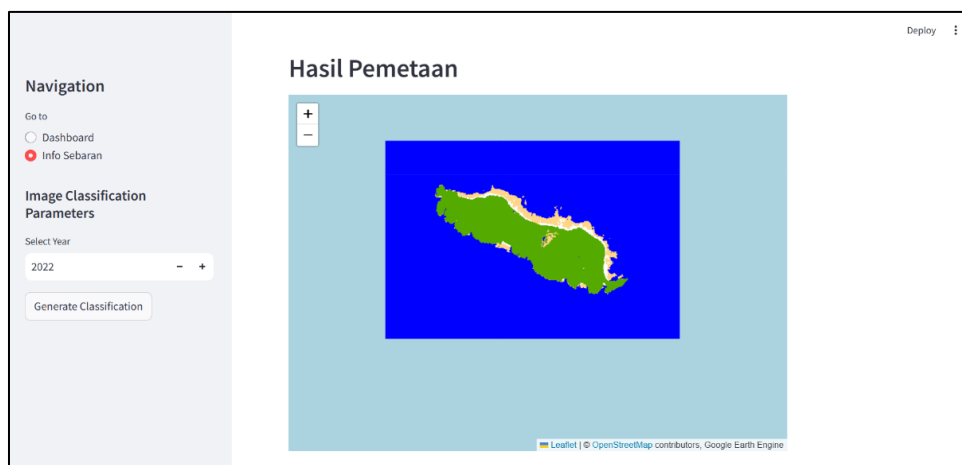 Deploy
Navigation
Go to
Dashboard
Info Sebaran
Image Classification
Parameters
Select Year
2022
- +
Generate Classification
Hasil Pemetaan
+
−
Leaflet | © OpenStreetMap contributors, Google Earth Engine